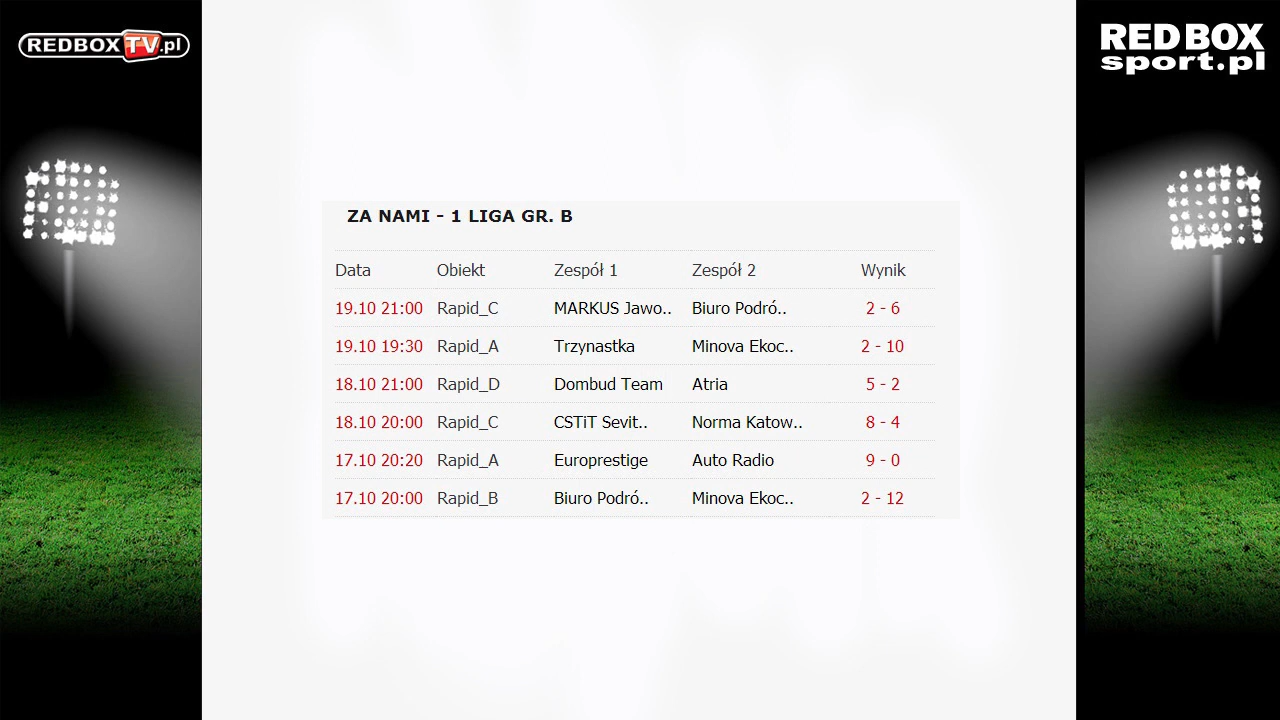 REDBOXTV.pl
RED BOX
sport.pl
ZA NAMI - 1 LIGA GR. B
Data Obiekt Zespół 1 Zespół 2 Wynik
19.10 21:00 Rapid_C MARKUS Jawo.. Biuro Podró.. 2 - 6
19.10 19:30 Rapid_A Trzynastka Minova Ekoc.. 2 - 10
18.10 21:00 Rapid_D Dombud Team Atria 5 - 2
18.10 20:00 Rapid_C CSTiT Sevit.. Norma Katow.. 8 - 4
17.10 20:20 Rapid_A Europrestige Auto Radio 9 - 0
17.10 20:00 Rapid_B Biuro Podró.. Minova Ekoc.. 2 - 12